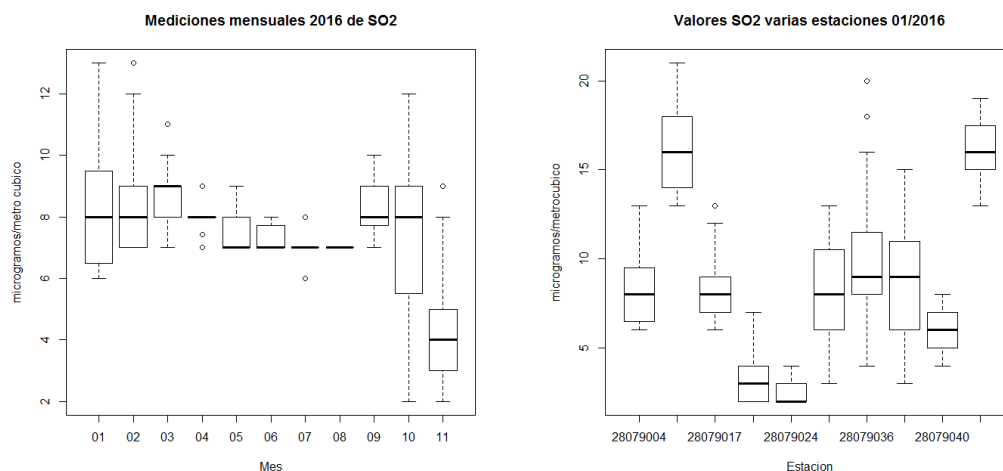 Mediciones mensuales 2016 de SO2
microgramos/metro cubico
12
10
8
6
4
2
01 02 03 04 05 06 07 08 09 10 11
Mes
Valores SO2 varias estaciones 01/2016
microgramos/metrocubico
20
15
10
5
28079004 28079017 28079024 28079036 28079040
Estacion